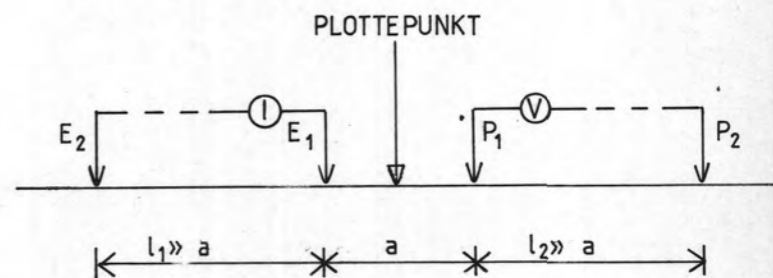 PLOTTEPUNKT
I V
E₂ E₁ P₁ P₂
l₁» a a l₂» a